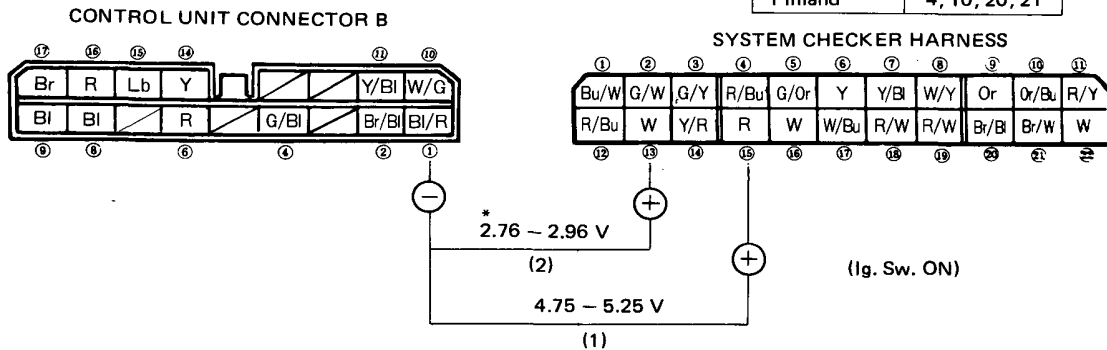 Finland 4, 10, 20, 21
CONTROL UNIT CONNECTOR B
⑰ ⑯ ⑮ ⑭ ⑪ ⑩
Br R Lb Y Y/Bl W/G
Bl Bl R G/Bl Br/Bl Bl/R
⑨ ⑧ ⑥ ④ ② ①
SYSTEM CHECKER HARNESS
① ② ③ ④ ⑤ ⑥ ⑦ ⑧ ⑨ ⑩ ⑪
Bu/W G/W G/Y R/Bu G/Or Y Y/Bl W/Y Or Or/Bu R/Y
R/Bu W Y/R R W W/Bu R/W R/W Br/Bl Br/W W
⑫ ⑬ ⑭ ⑮ ⑯ ⑰ ⑱ ⑲ ⑳ ㉑ ㉒
− + +
*
2.76 – 2.96 V
(2)
(Ig. Sw. ON)
4.75 – 5.25 V
(1)